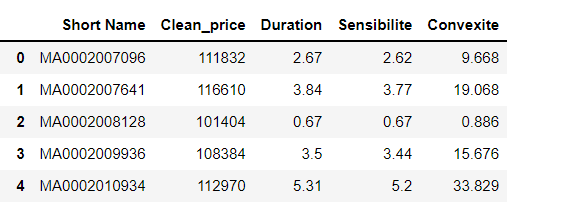 Short Name Clean_price Duration Sensibilite Convexite
0 MA0002007096 111832 2.67 2.62 9.668
1 MA0002007641 116610 3.84 3.77 19.068
2 MA0002008128 101404 0.67 0.67 0.886
3 MA0002009936 108384 3.5 3.44 15.676
4 MA0002010934 112970 5.31 5.2 33.829